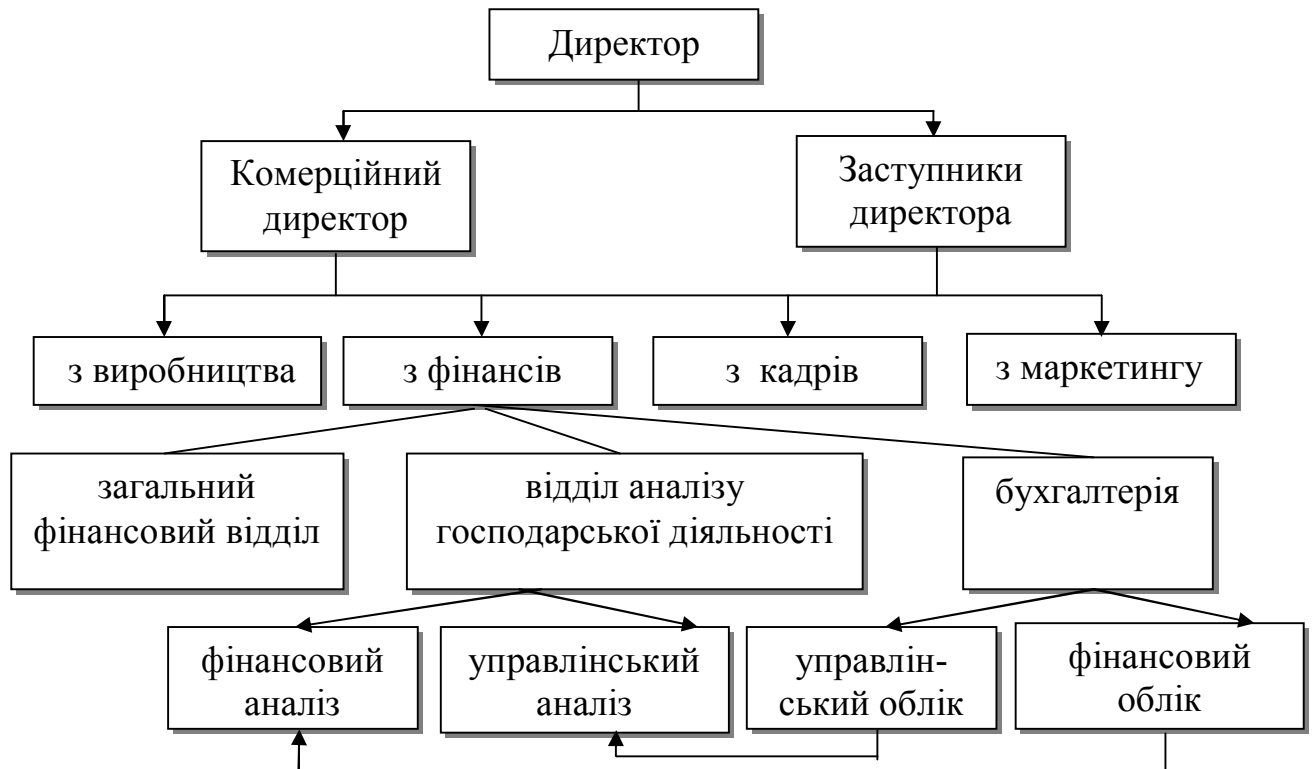 Директор
Комерційний
директор
Заступники
директора
з виробництва
з фінансів
з кадрів
з маркетингу
загальний
фінансовий відділ
відділ аналізу
господарської діяльності
бухгалтерія
фінансовий
аналіз
управлінський
аналіз
управлін-
ський облік
фінансовий
облік